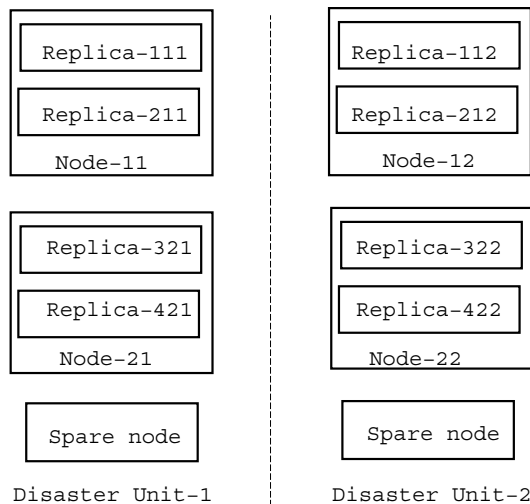 Replica-111
Replica-211
Node-11
Replica-321
Replica-421
Node-21
Spare node
Disaster Unit-1
Replica-112
Replica-212
Node-12
Replica-322
Replica-422
Node-22
Spare node
Disaster Unit-2